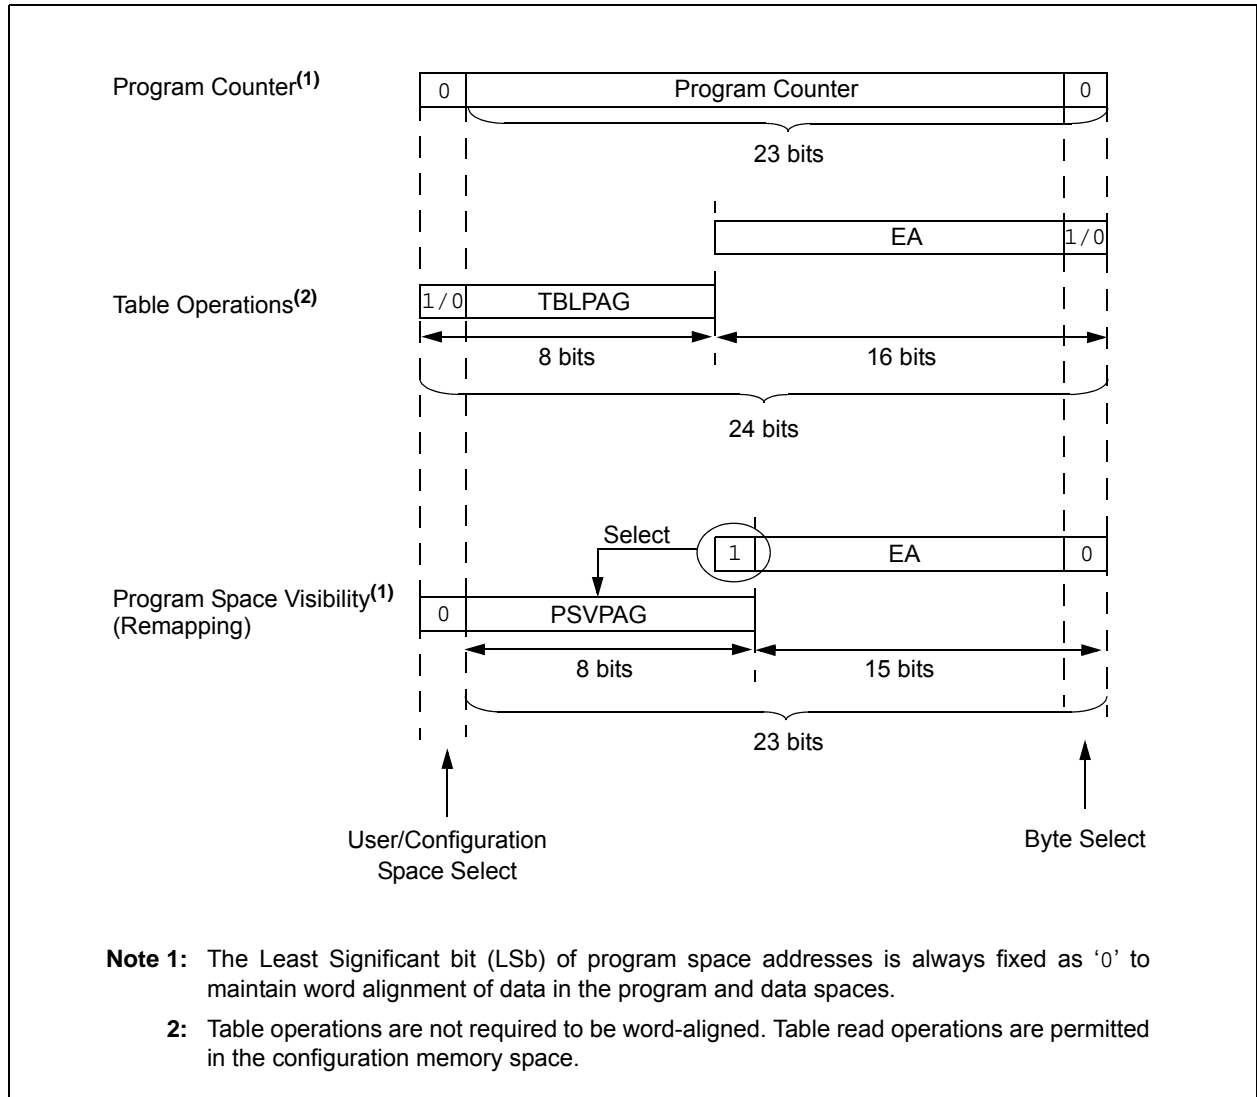 Program Counter(1)
0 Program Counter 0
23 bits
EA 1/0
Table Operations(2)
1/0 TBLPAG
8 bits 16 bits
24 bits
Select
1 EA 0
Program Space Visibility(1)
(Remapping)
0 PSVPAG
8 bits 15 bits
23 bits
User/Configuration
Space Select
Byte Select
Note 1: The Least Significant bit (LSb) of program space addresses is always fixed as ‘0’ to
maintain word alignment of data in the program and data spaces.
2: Table operations are not required to be word-aligned. Table read operations are permitted
in the configuration memory space.